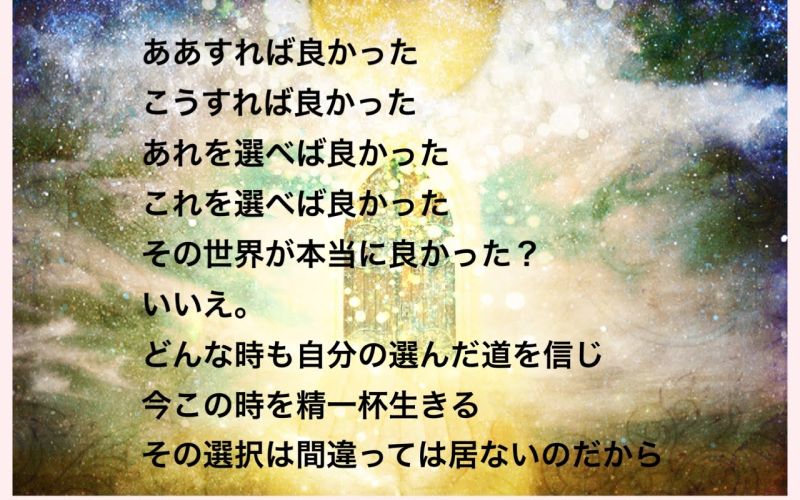 ああすれば良かった
こうすれば良かった
あれを選べば良かった
これを選べば良かった
その世界が本当に良かった？
いいえ。
どんな時も自分の選んだ道を信じ
今この時を精一杯生きる
その選択は間違っては居ないのだから